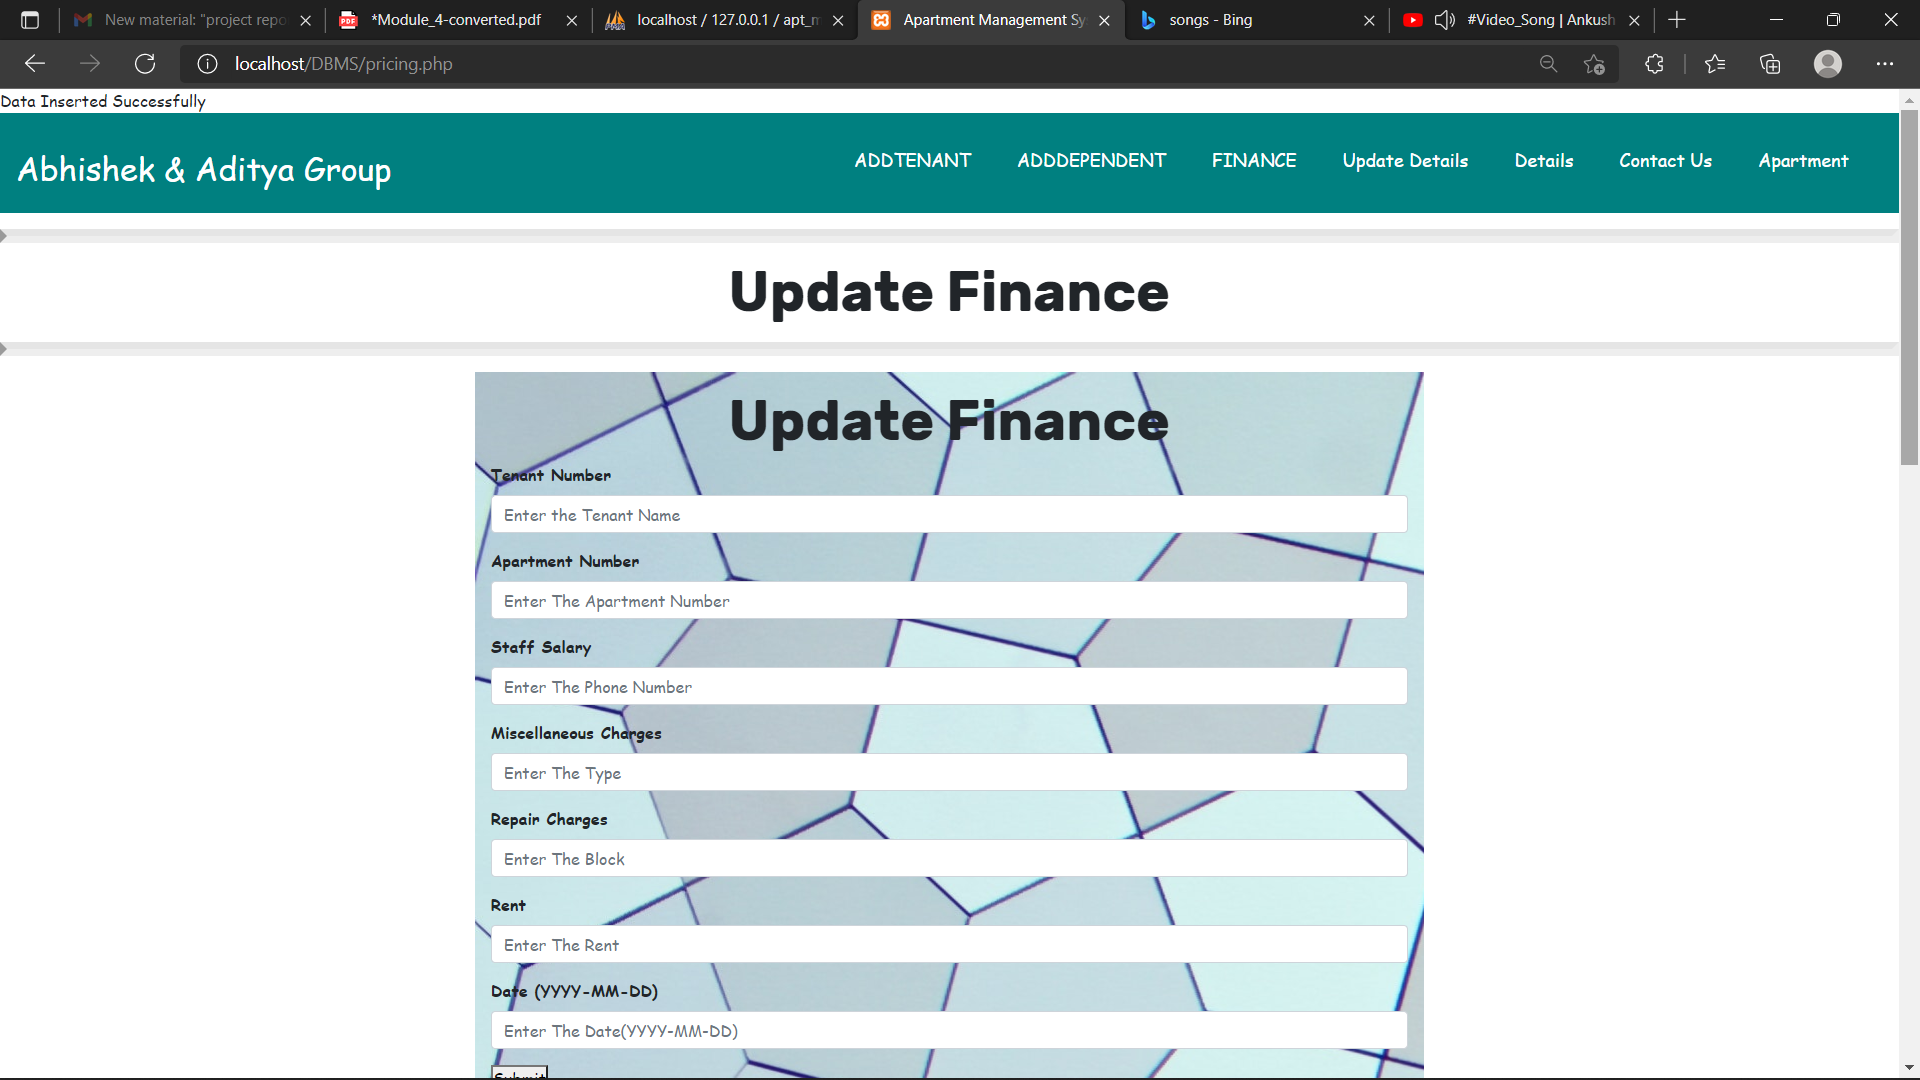 New material: "project repo
*Module_4-converted.pdf
localhost / 127.0.0.1 / apt_m
Apartment Management Sy
songs - Bing
#Video_Song | Ankush
localhost/DBMS/pricing.php
Data Inserted Successfully
Abhishek & Aditya Group
ADDTENANT
ADDDEPENDENT
FINANCE
Update Details
Details
Contact Us
Apartment
Update Finance
Update Finance
Tenant Number
Enter the Tenant Name
Apartment Number
Enter The Apartment Number
Staff Salary
Enter The Phone Number
Miscellaneous Charges
Enter The Type
Repair Charges
Enter The Block
Rent
Enter The Rent
Date (YYYY-MM-DD)
Enter The Date(YYYY-MM-DD)
Submit